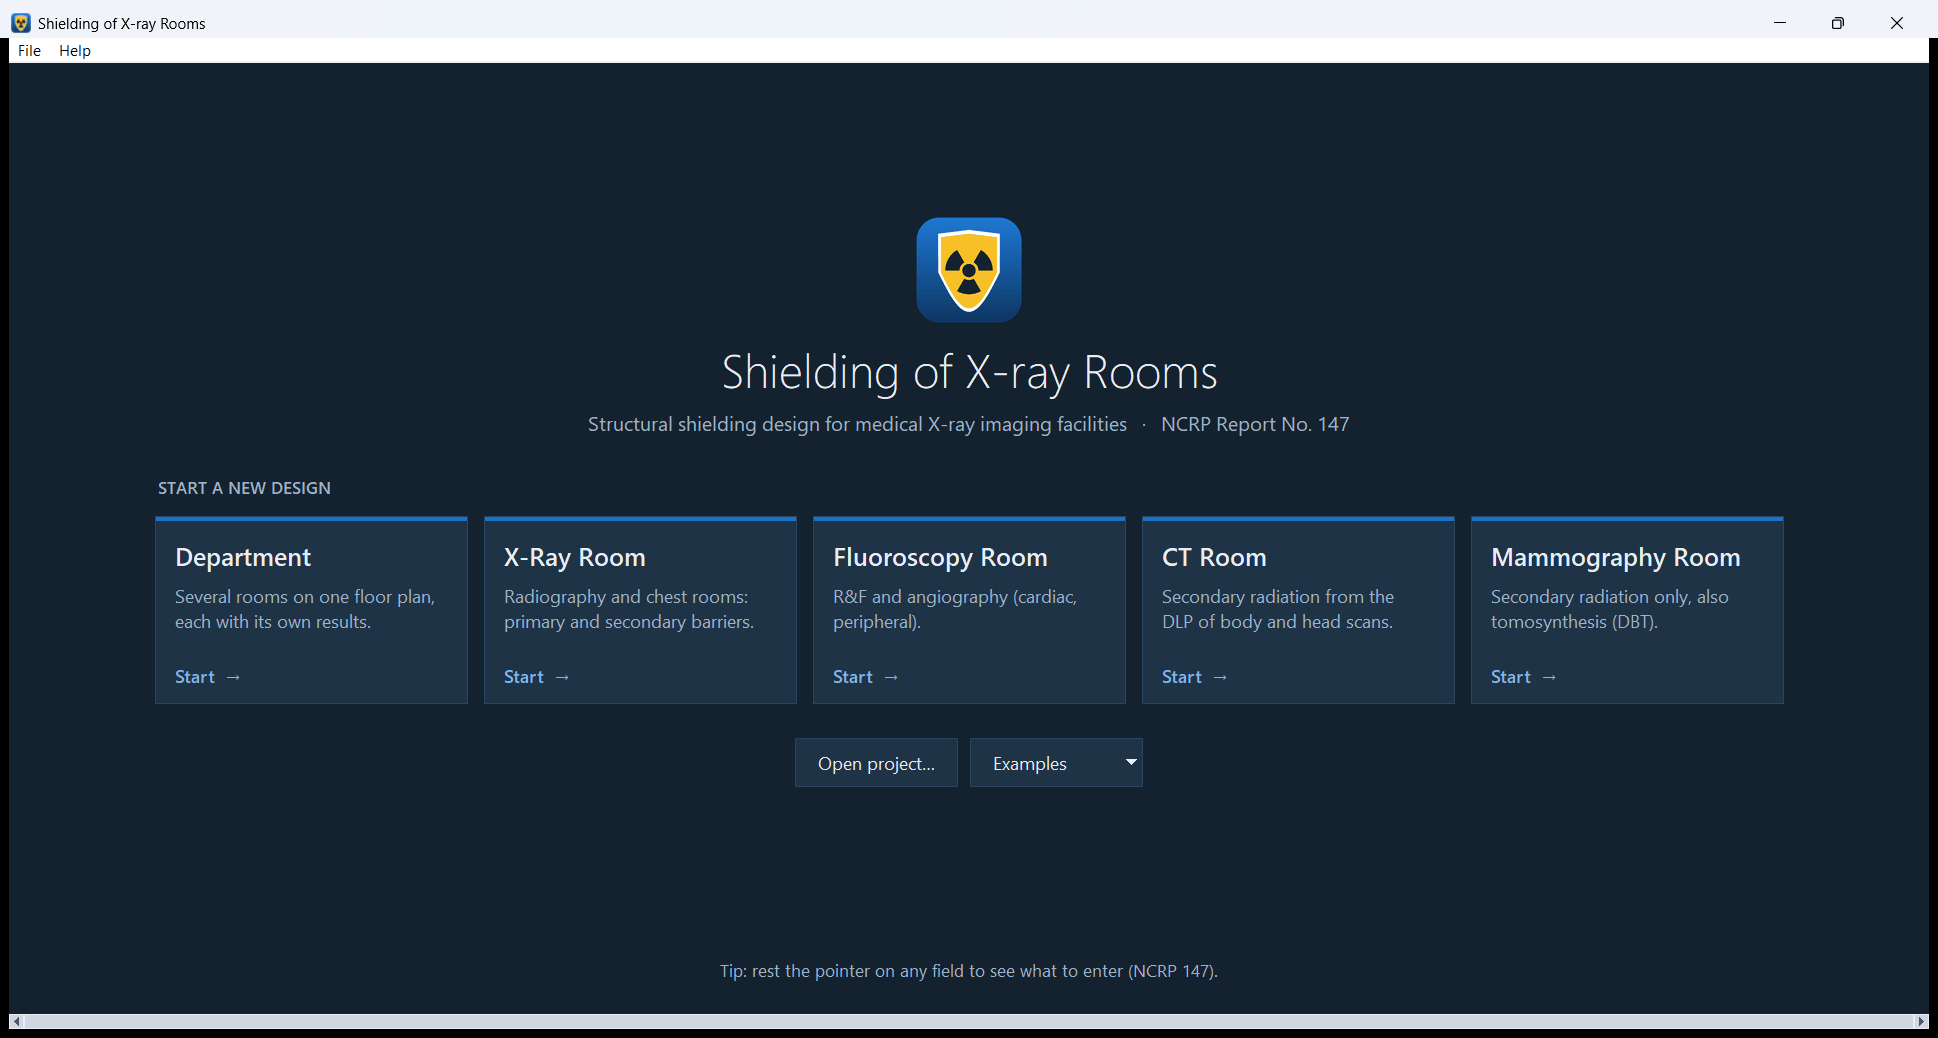 Shielding of X-ray Rooms
File Help
Shielding of X-ray Rooms
Structural shielding design for medical X-ray imaging facilities · NCRP Report No. 147
START A NEW DESIGN
Department
Several rooms on one floor plan,
each with its own results.
Start →
X-Ray Room
Radiography and chest rooms:
primary and secondary barriers.
Start →
Fluoroscopy Room
R&F and angiography (cardiac,
peripheral).
Start →
CT Room
Secondary radiation from the
DLP of body and head scans.
Start →
Mammography Room
Secondary radiation only, also
tomosynthesis (DBT).
Start →
Open project...
Examples
Tip: rest the pointer on any field to see what to enter (NCRP 147).